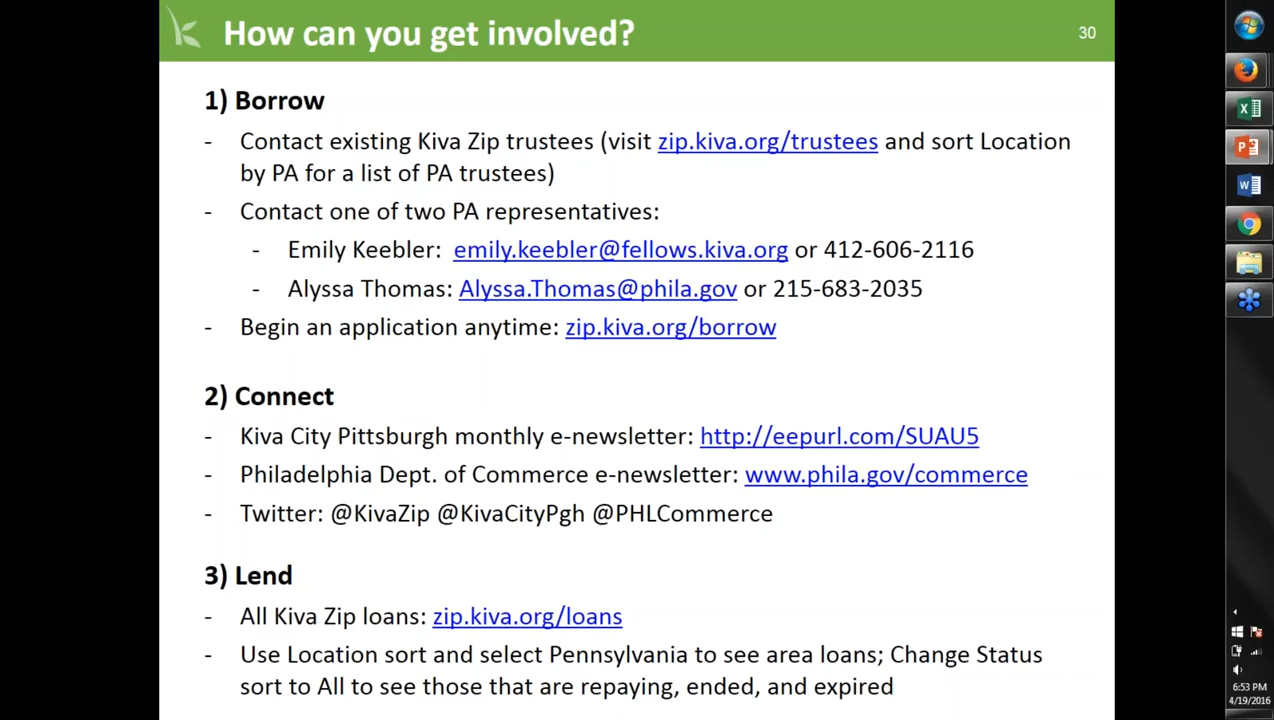 How can you get involved?
30
1) Borrow
- Contact existing Kiva Zip trustees (visit zip.kiva.org/trustees and sort Location
by PA for a list of PA trustees)
- Contact one of two PA representatives:
- Emily Keebler: emily.keebler@fellows.kiva.org or 412-606-2116
- Alyssa Thomas: Alyssa.Thomas@phila.gov or 215-683-2035
- Begin an application anytime: zip.kiva.org/borrow
2) Connect
- Kiva City Pittsburgh monthly e-newsletter: http://eepurl.com/SUAU5
- Philadelphia Dept. of Commerce e-newsletter: www.phila.gov/commerce
- Twitter: @KivaZip @KivaCityPgh @PHLCommerce
3) Lend
- All Kiva Zip loans: zip.kiva.org/loans
- Use Location sort and select Pennsylvania to see area loans; Change Status
sort to All to see those that are repaying, ended, and expired
6:53 PM
4/19/2016